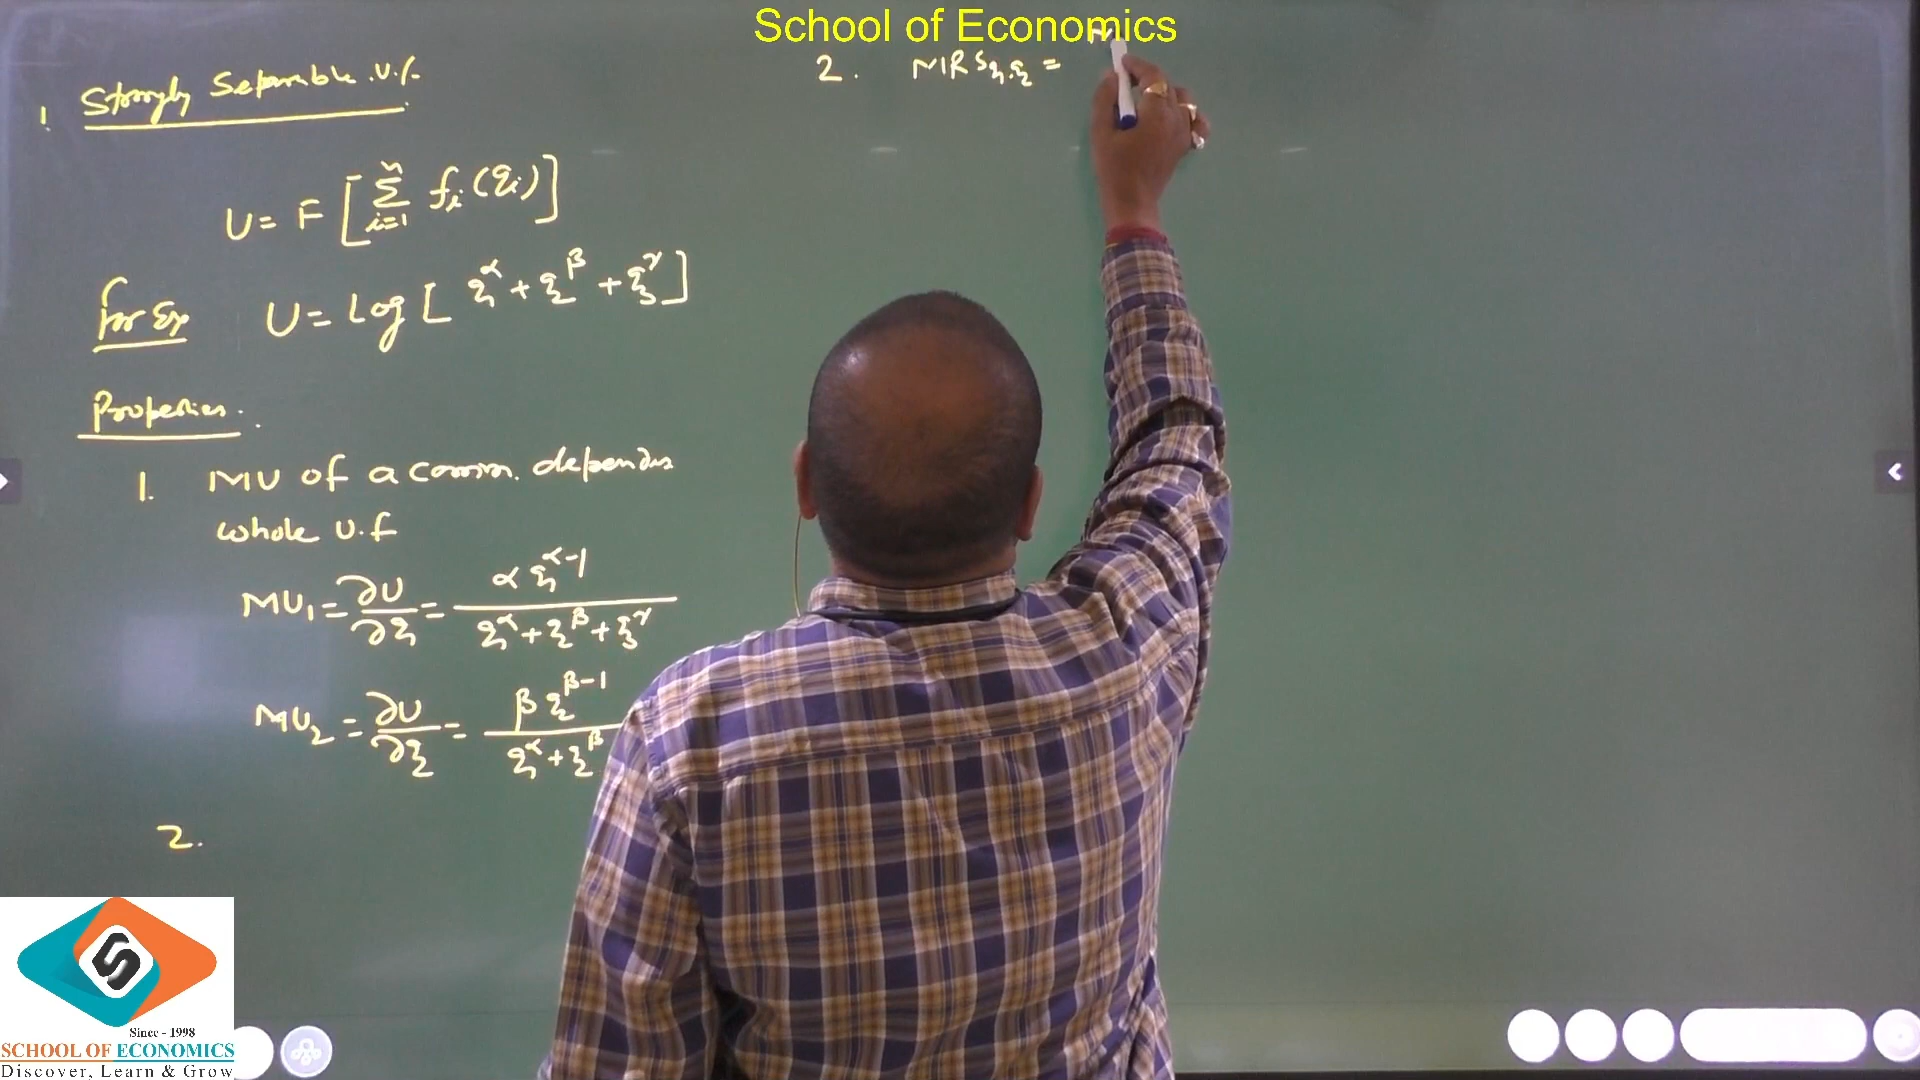 School of Economics
1. Strongly Separable U.f.
U = F [ Σ_{i=1}^{n} f_i (q_i) ]
for Ex U = Log [ q₁^α + q₂^β + q₃^γ ]
Properties.
1. MU of a comm. depends
whole U.f
MU₁ = ∂U/∂q₁ = α q₁^{α-1} / q₁^α + q₂^β + q₃^γ
MU₂ = ∂U/∂q₂ = β q₂^{β-1} / q₁^α + q₂^β
2.
2. MRS q₁.q₂ = M
S
Since - 1998
SCHOOL OF ECONOMICS
Discover, Learn & Grow